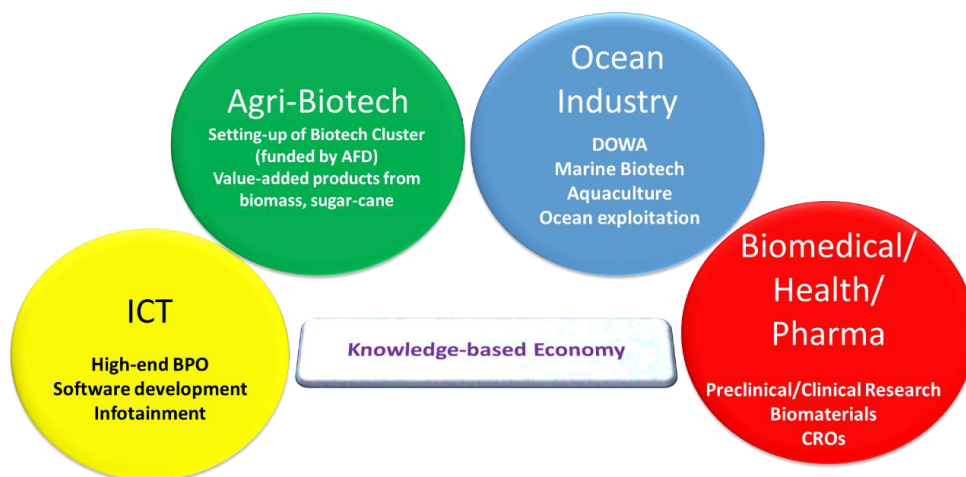 Agri-Biotech
Setting-up of Biotech Cluster
(funded by AFD)
Value-added products from
biomass, sugar-cane
Ocean
Industry
DOWA
Marine Biotech
Aquaculture
Ocean exploitation
ICT
High-end BPO
Software development
Infotainment
Knowledge-based Economy
Biomedical/
Health/
Pharma
Preclinical/Clinical Research
Biomaterials
CROs